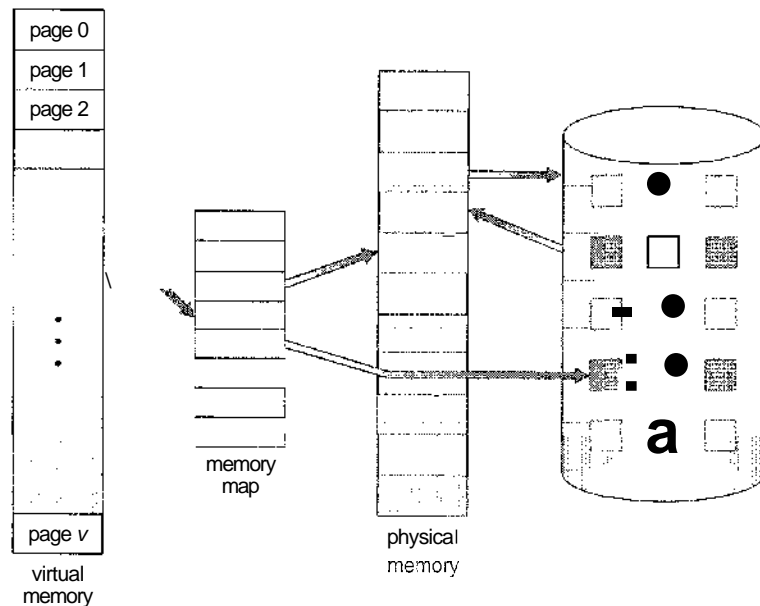 page 0
page 1
page 2
page v
virtual
memory
memory
map
physical
memory
a